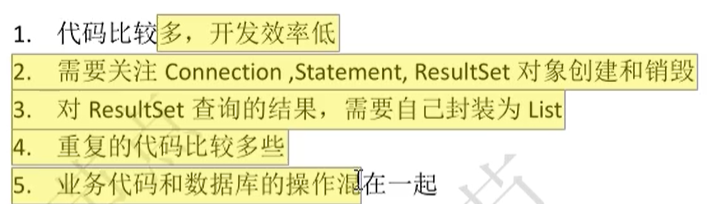 1. 代码比较多，开发效率低
2. 需要关注 Connection ,Statement, ResultSet 对象创建和销毁
3. 对 ResultSet 查询的结果，需要自己封装为 List
4. 重复的代码比较多些
5. 业务代码和数据库的操作混在一起